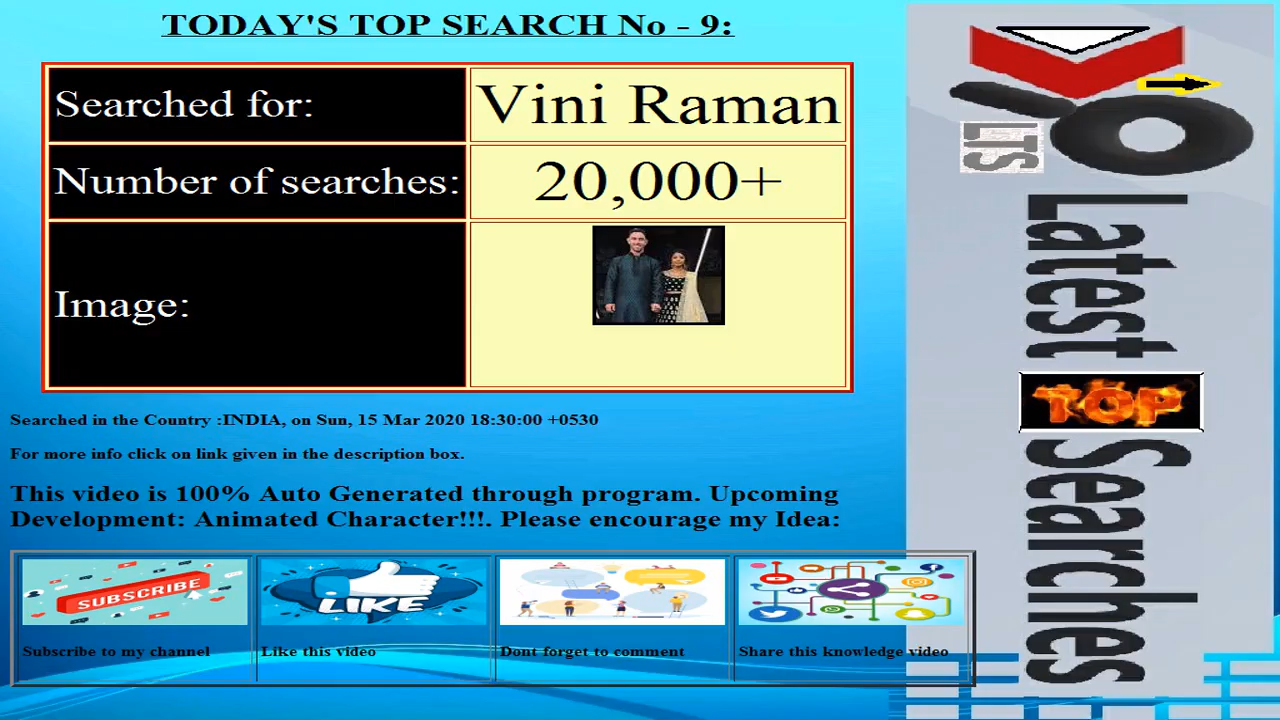 TODAY'S TOP SEARCH No - 9:
Searched for:
Vini Raman
Number of searches:
20,000+
Image:
Searched in the Country :INDIA, on Sun, 15 Mar 2020 18:30:00 +0530
For more info click on link given in the description box.
This video is 100% Auto Generated through program. Upcoming
Development: Animated Character!!!. Please encourage my Idea:
SUBSCRIBE
LIKE
Subscribe to my channel
Like this video
Dont forget to comment
Share this knowledge video
LTS
Latest
TOP
Searches